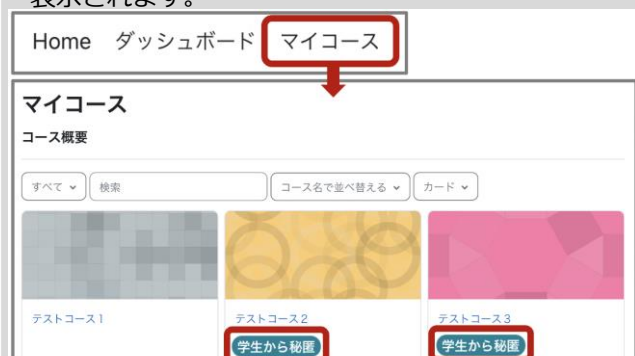 表示されます。
Home ダッシュボード マイコース
マイコース
コース概要
すべて 検索 コース名で並べ替える カード
テストコース1 テストコース2 テストコース3
学生から秘匿 学生から秘匿